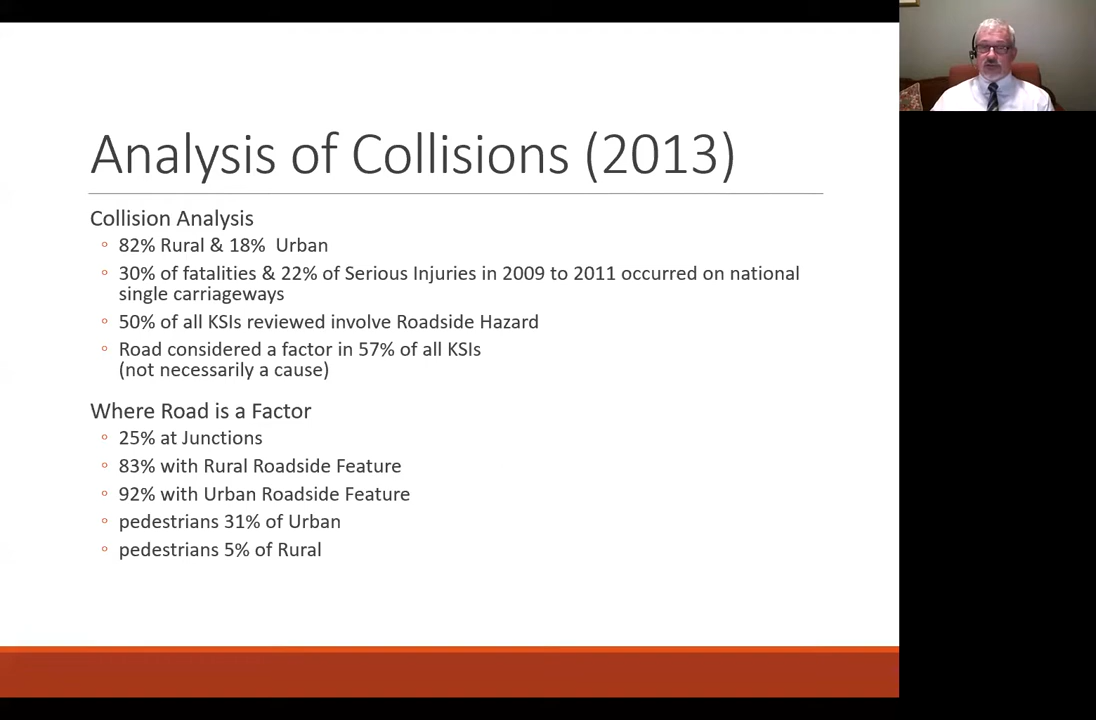 Analysis of Collisions (2013)
Collision Analysis
◦ 82% Rural & 18% Urban
◦ 30% of fatalities & 22% of Serious Injuries in 2009 to 2011 occurred on national
single carriageways
◦ 50% of all KSIs reviewed involve Roadside Hazard
◦ Road considered a factor in 57% of all KSIs
(not necessarily a cause)
Where Road is a Factor
◦ 25% at Junctions
◦ 83% with Rural Roadside Feature
◦ 92% with Urban Roadside Feature
◦ pedestrians 31% of Urban
◦ pedestrians 5% of Rural